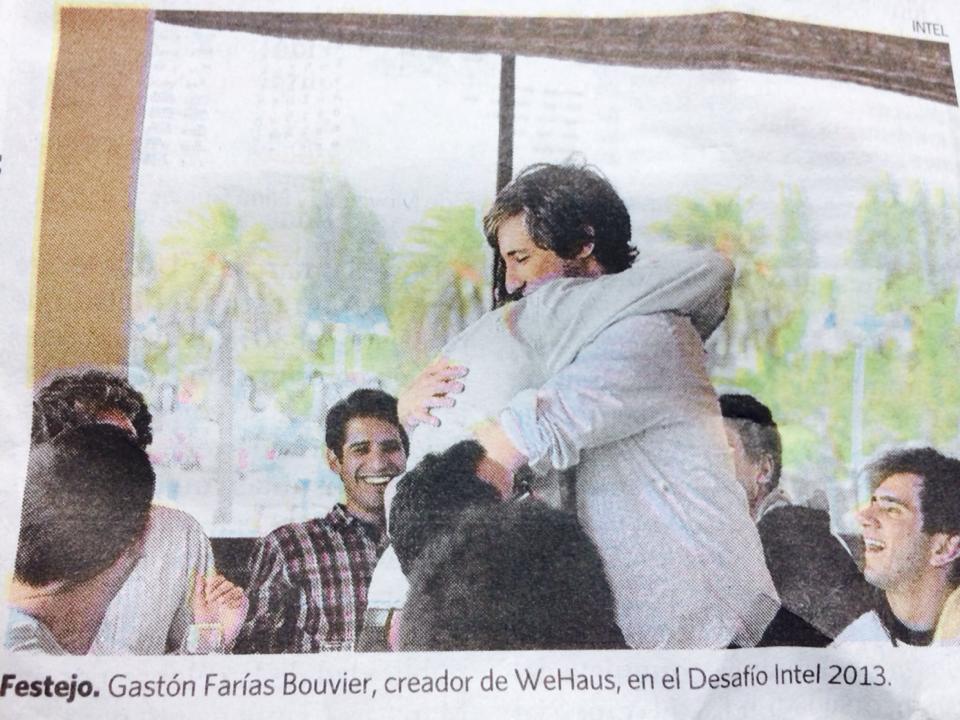 INTEL
Festejo. Gastón Farías Bouvier, creador de WeHaus, en el Desafío Intel 2013.